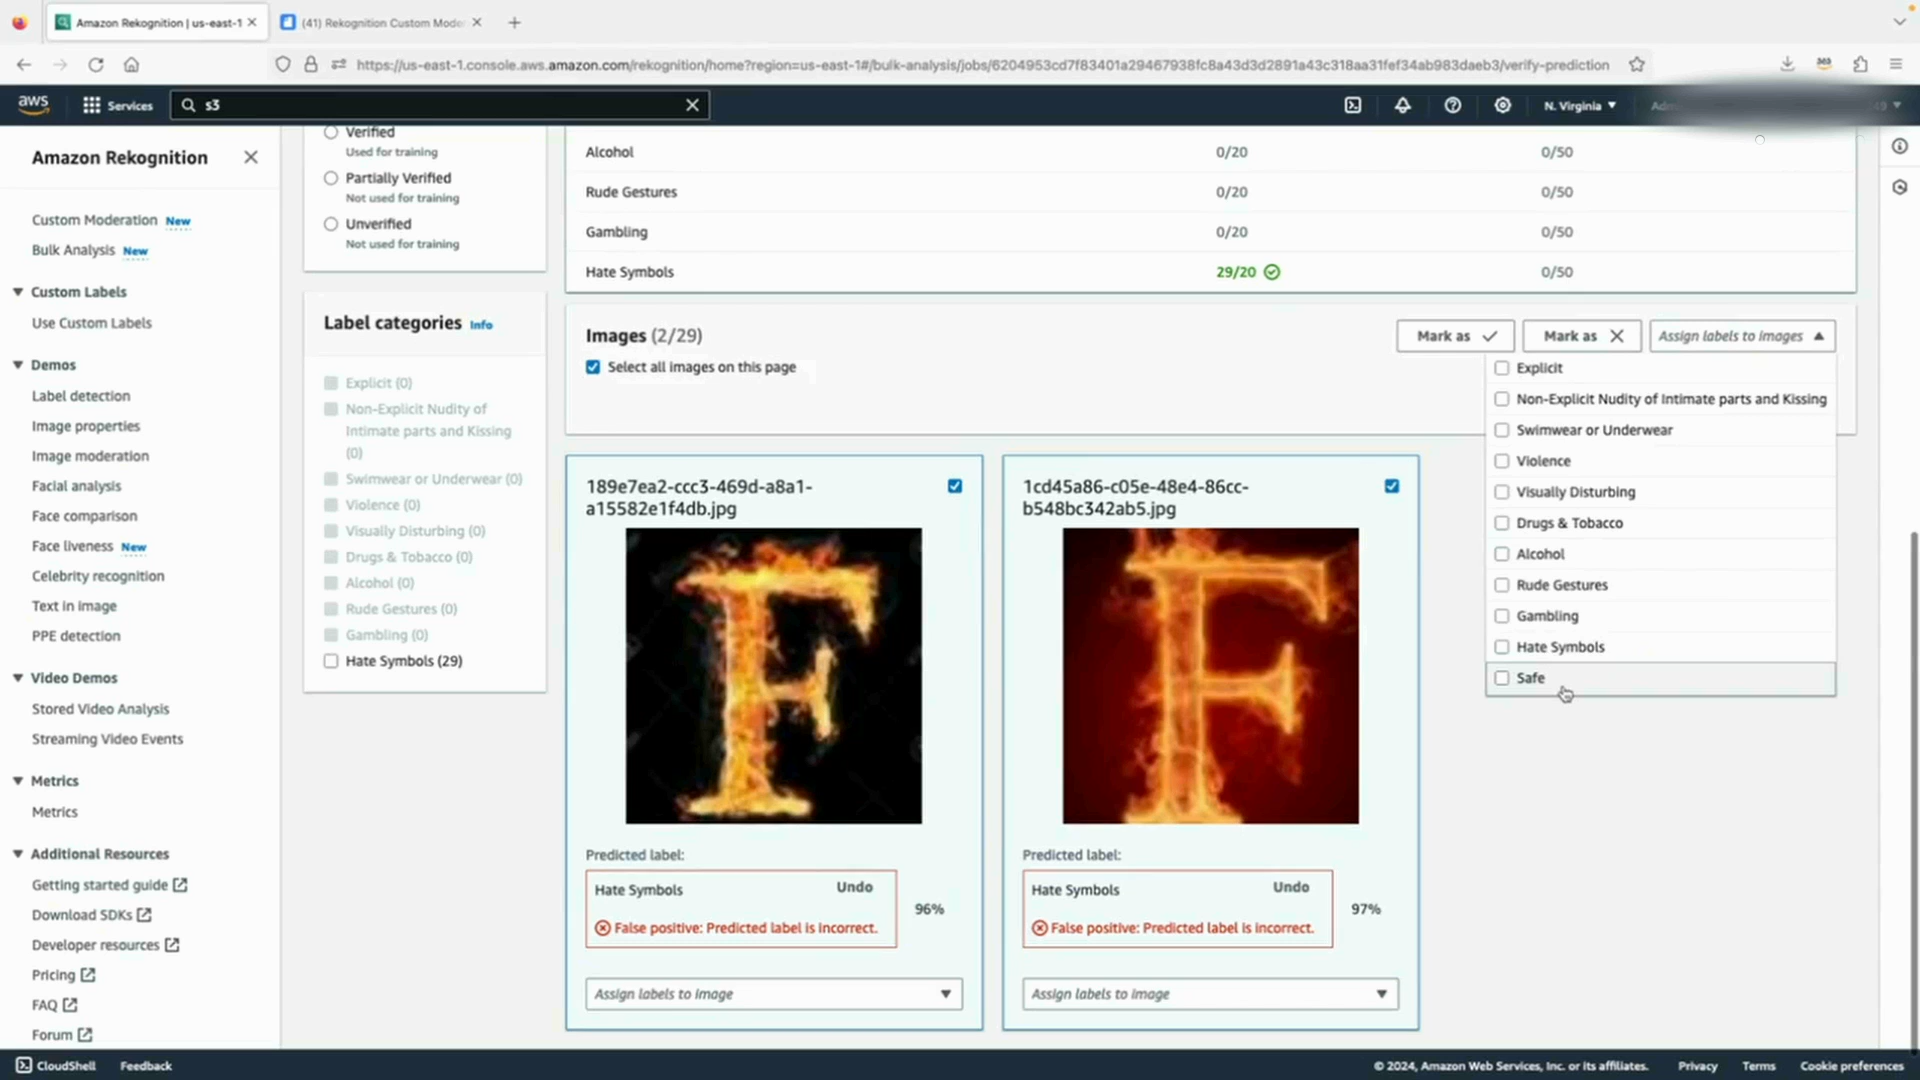 Amazon Rekognition | us-east-1
(41) Rekognition Custom Mode
https://us-east-1.console.aws.amazon.com/rekognition/home?region=us-east-1#/bulk-analysis/jobs/6204953cd7f83401a29467938fc8a43d3d2891a43c318aa31fef34ab983daeb3/verify-prediction
aws
Services
s3
N. Virginia
Amazon Rekognition
Custom Moderation New
Bulk Analysis New
Custom Labels
Use Custom Labels
Demos
Label detection
Image properties
Image moderation
Facial analysis
Face comparison
Face liveness New
Celebrity recognition
Text in image
PPE detection
Video Demos
Stored Video Analysis
Streaming Video Events
Metrics
Metrics
Additional Resources
Getting started guide
Download SDKs
Developer resources
Pricing
FAQ
Forum
Verified
Used for training
Partially Verified
Not used for training
Unverified
Not used for training
Label categories Info
Explicit (0)
Non-Explicit Nudity of
Intimate parts and Kissing
(0)
Swimwear or Underwear (0)
Violence (0)
Visually Disturbing (0)
Drugs & Tobacco (0)
Alcohol (0)
Rude Gestures (0)
Gambling (0)
Hate Symbols (29)
Alcohol 0/20 0/50
Rude Gestures 0/20 0/50
Gambling 0/20 0/50
Hate Symbols 29/20 0/50
Images (2/29)
Select all images on this page
Mark as
Mark as
Assign labels to images
Explicit
Non-Explicit Nudity of Intimate parts and Kissing
Swimwear or Underwear
Violence
Visually Disturbing
Drugs & Tobacco
Alcohol
Rude Gestures
Gambling
Hate Symbols
Safe
189e7ea2-ccc3-469d-a8a1-
a15582e1f4db.jpg
F
Predicted label:
Hate Symbols Undo
False positive: Predicted label is incorrect.
96%
Assign labels to image
1cd45a86-c05e-48e4-86cc-
b548bc342ab5.jpg
F
Predicted label:
Hate Symbols Undo
False positive: Predicted label is incorrect.
97%
Assign labels to image
CloudShell
Feedback
© 2024, Amazon Web Services, Inc. or its affiliates.
Privacy
Terms
Cookie preferences